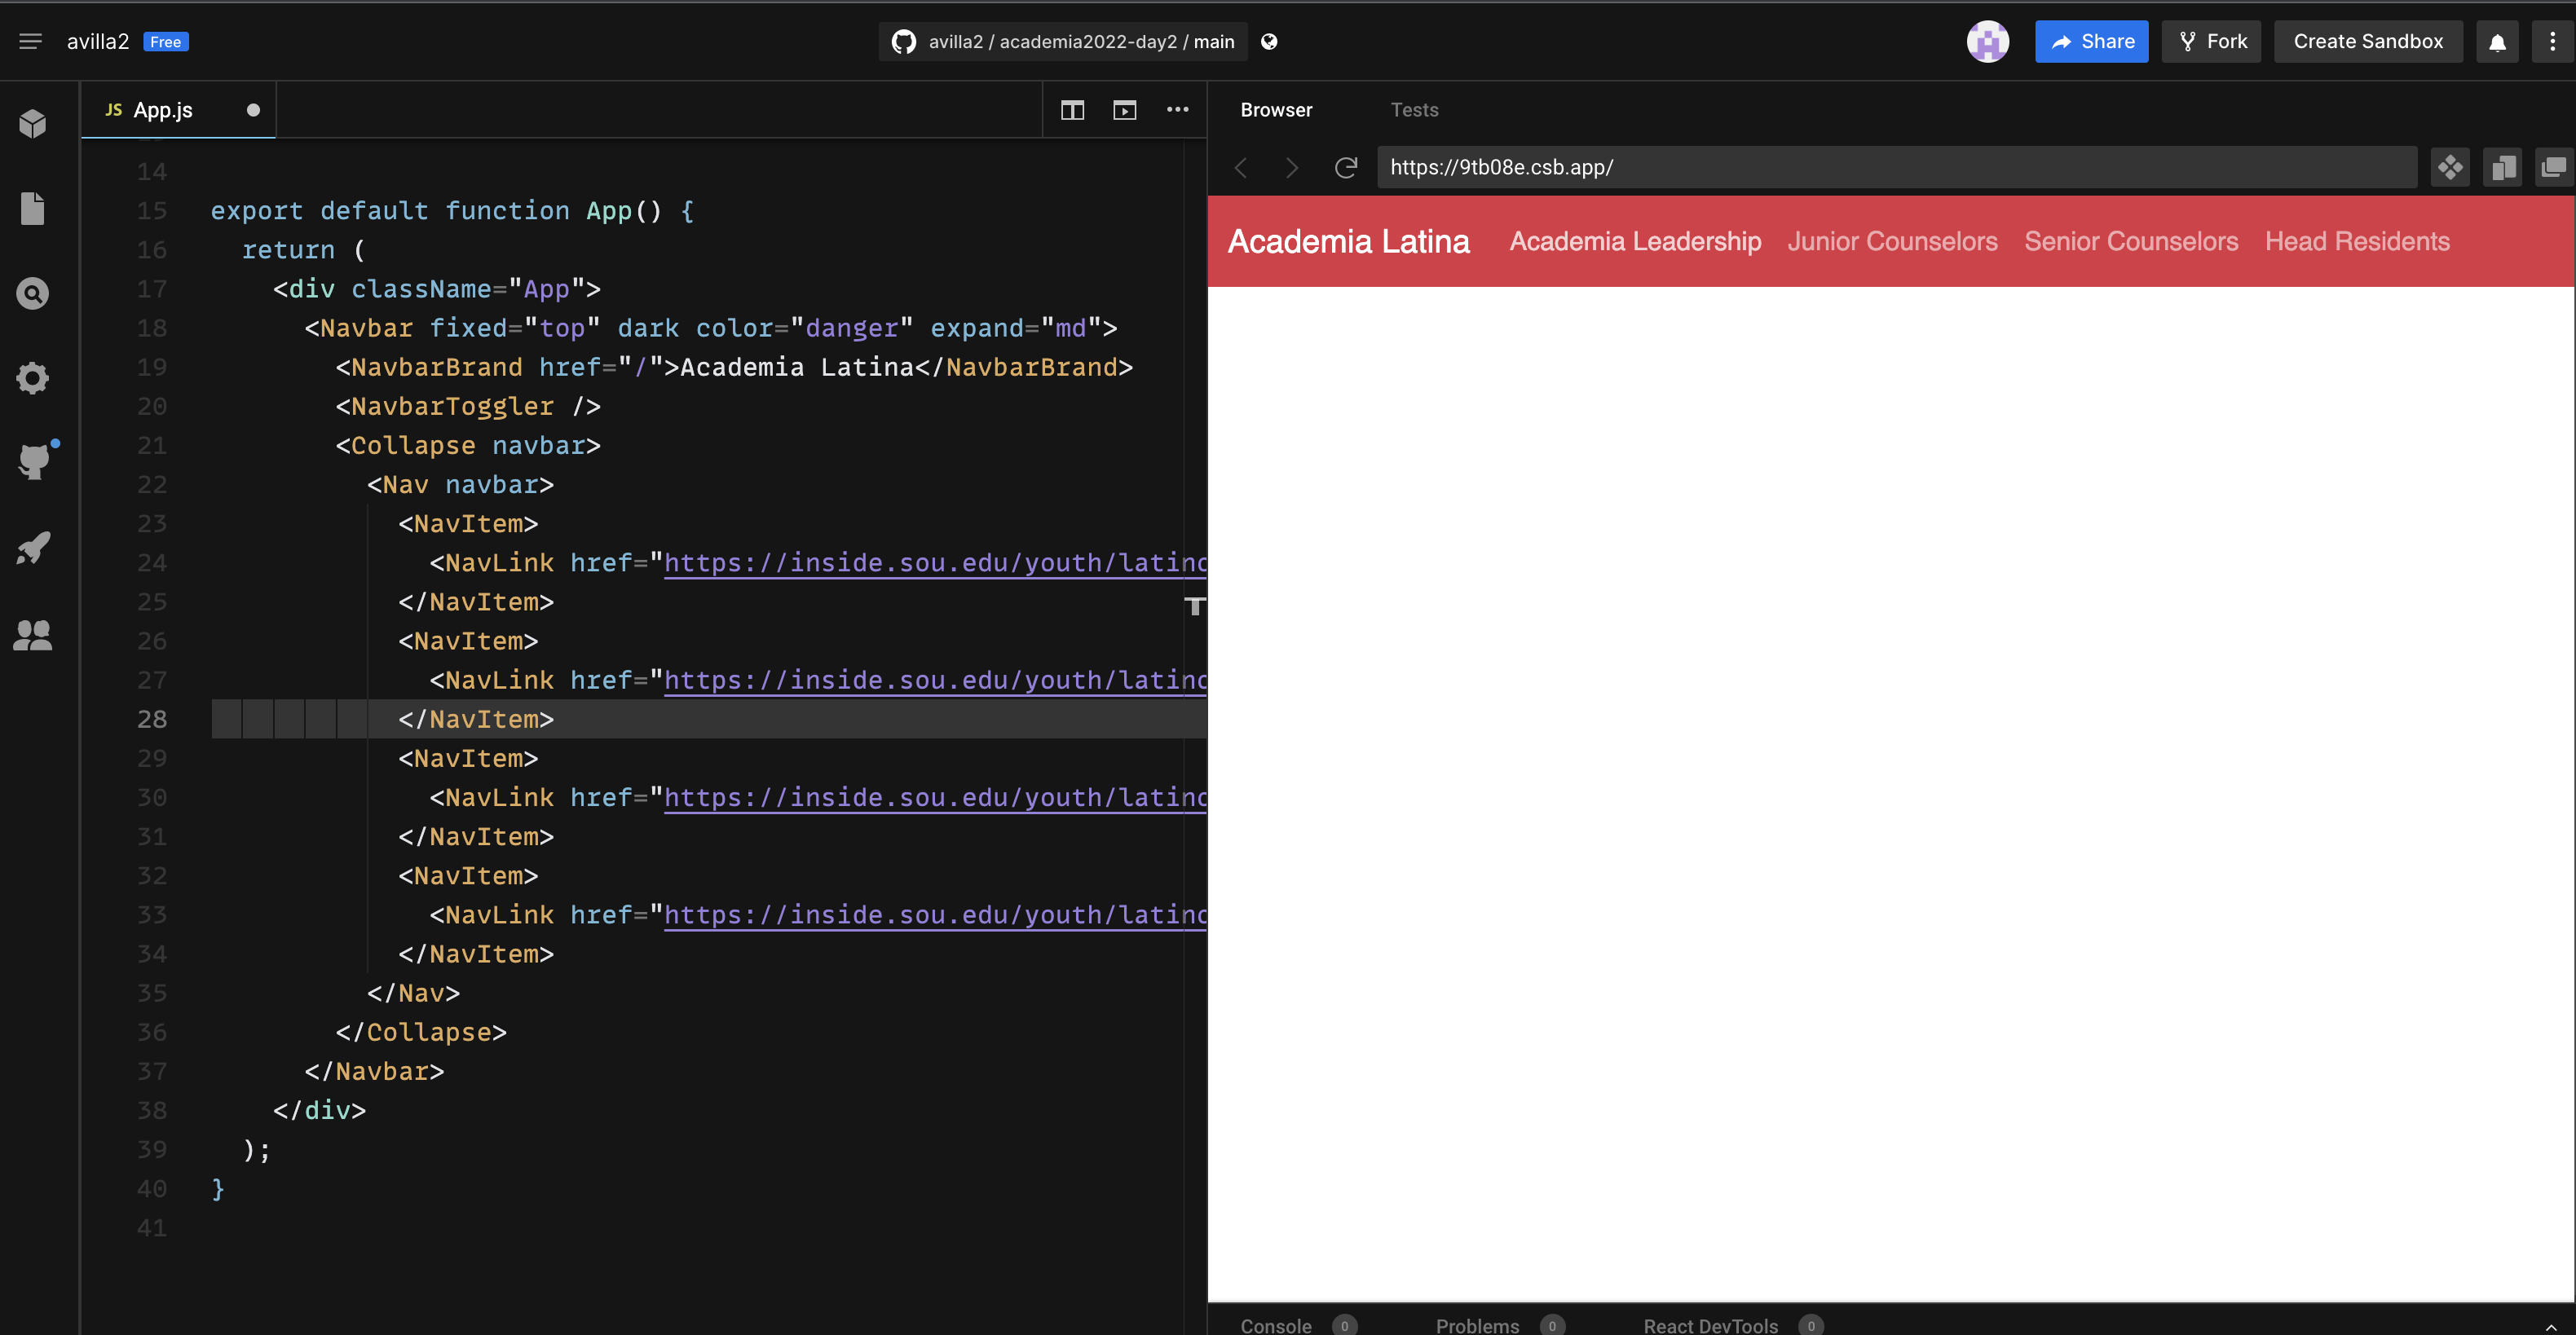 avilla2 Free
avilla2 / academia2022-day2 / main
Share
Fork
Create Sandbox
JS App.js
14
15 export default function App() {
16 return (
17 <div className="App">
18 <Navbar fixed="top" dark color="danger" expand="md">
19 <NavbarBrand href="/">Academia Latina</NavbarBrand>
20 <NavbarToggler />
21 <Collapse navbar>
22 <Nav navbar>
23 <NavItem>
24 <NavLink href="https://inside.sou.edu/youth/latin
25 </NavItem>
26 <NavItem>
27 <NavLink href="https://inside.sou.edu/youth/latin
28 </NavItem>
29 <NavItem>
30 <NavLink href="https://inside.sou.edu/youth/latin
31 </NavItem>
32 <NavItem>
33 <NavLink href="https://inside.sou.edu/youth/latin
34 </NavItem>
35 </Nav>
36 </Collapse>
37 </Navbar>
38 </div>
39 );
40 }
41
Browser Tests
https://9tb08e.csb.app/
Academia Latina Academia Leadership Junior Counselors Senior Counselors Head Residents
Console 0 Problems 0 React DevTools 0